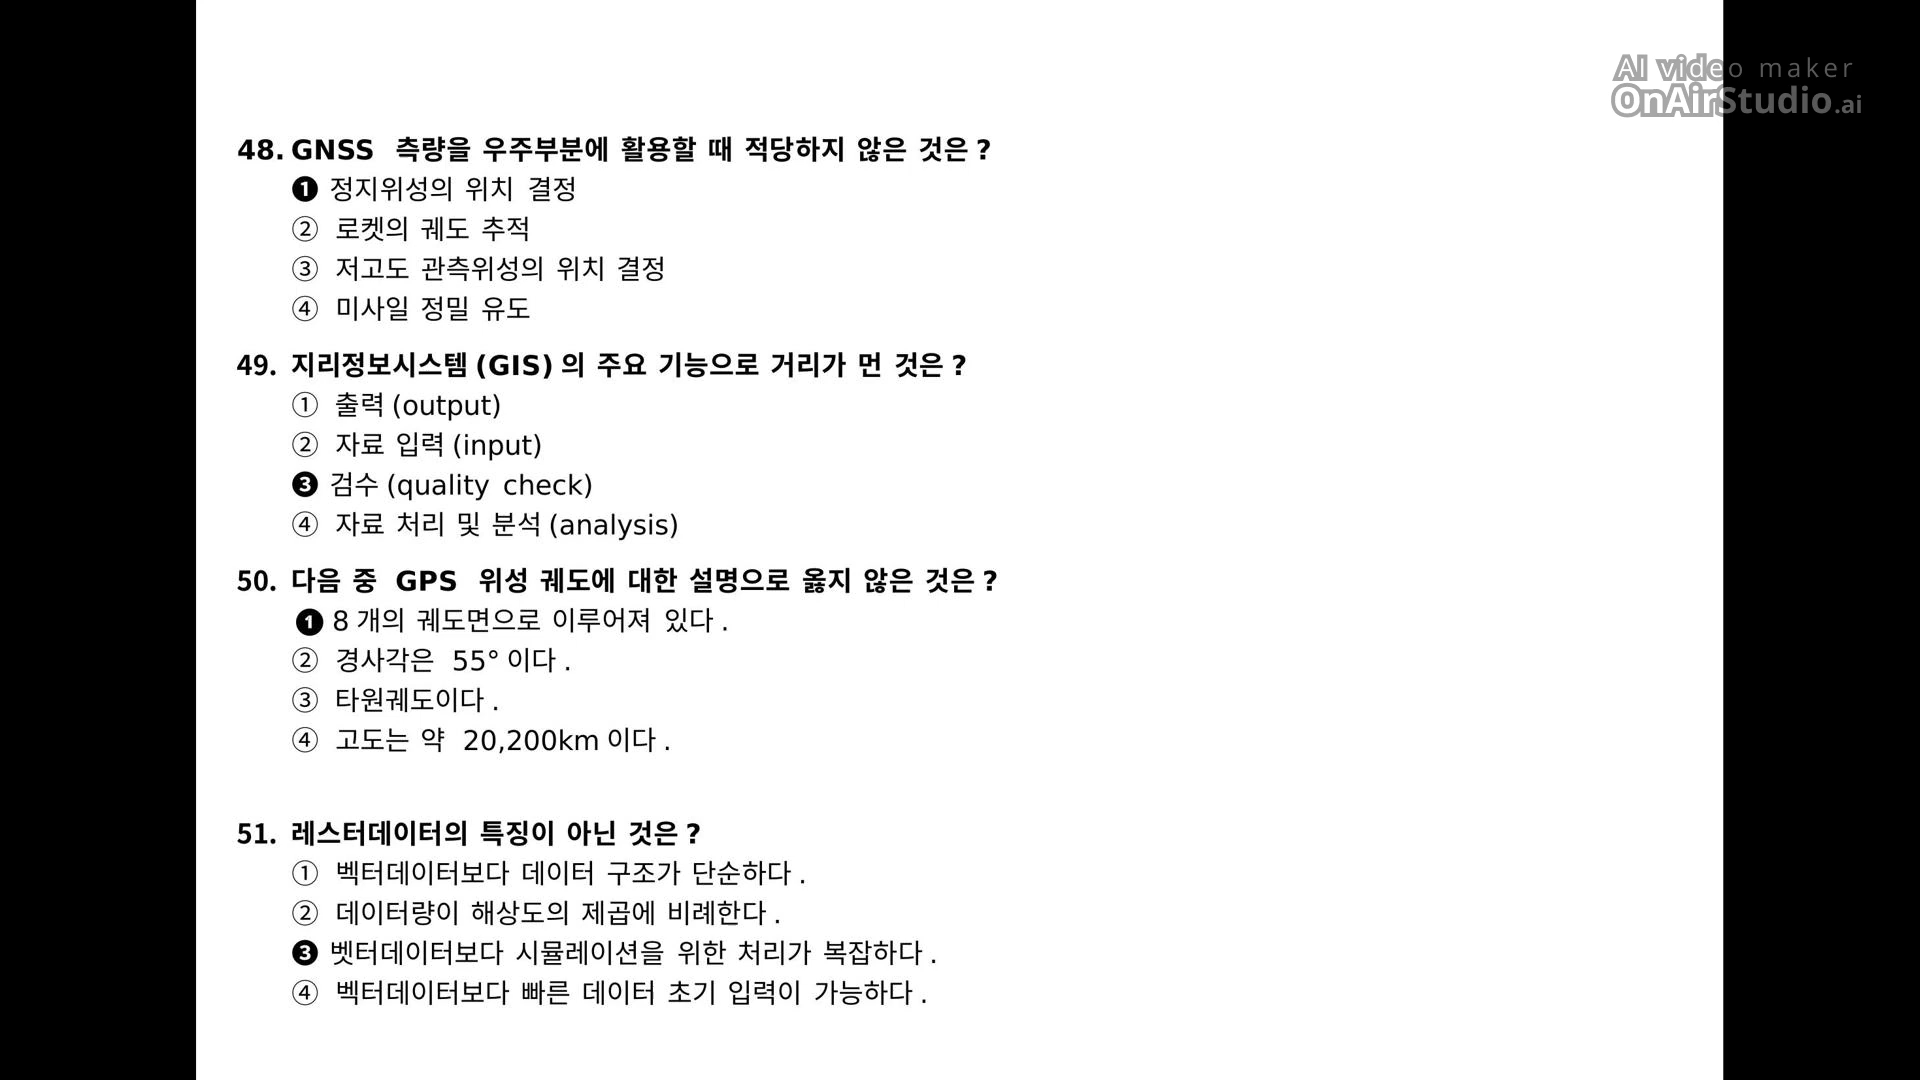 AI video maker
OnAirStudio.ai
48. GNSS 측량을 우주부분에 활용할 때 적당하지 않은 것은?
❶ 정지위성의 위치 결정
② 로켓의 궤도 추적
③ 저고도 관측위성의 위치 결정
④ 미사일 정밀 유도
49. 지리정보시스템(GIS)의 주요 기능으로 거리가 먼 것은?
① 출력(output)
② 자료 입력(input)
❸ 검수(quality check)
④ 자료 처리 및 분석(analysis)
50. 다음 중 GPS 위성 궤도에 대한 설명으로 옳지 않은 것은?
❶ 8개의 궤도면으로 이루어져 있다.
② 경사각은 55°이다.
③ 타원궤도이다.
④ 고도는 약 20,200km이다.
51. 레스터데이터의 특징이 아닌 것은?
① 벡터데이터보다 데이터 구조가 단순하다.
② 데이터량이 해상도의 제곱에 비례한다.
❸ 벳터데이터보다 시뮬레이션을 위한 처리가 복잡하다.
④ 벡터데이터보다 빠른 데이터 초기 입력이 가능하다.